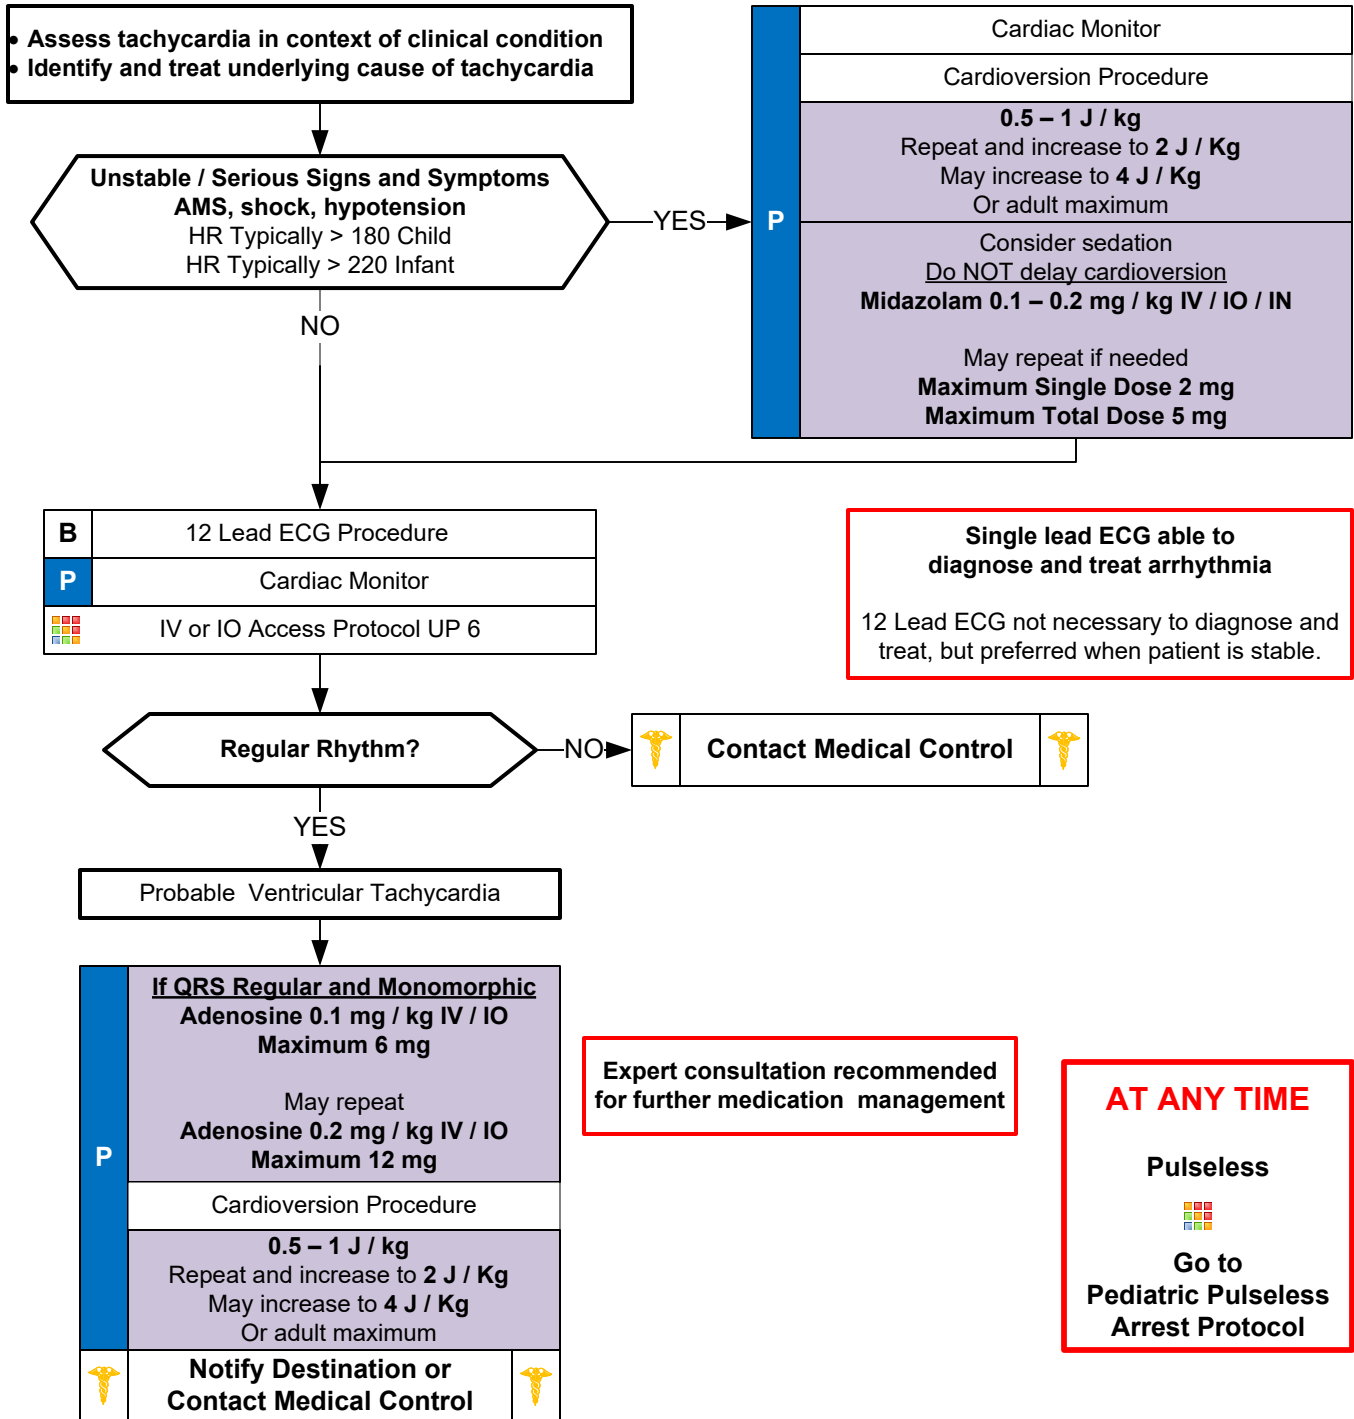 • Assess tachycardia in context of clinical condition
• Identify and treat underlying cause of tachycardia
Unstable / Serious Signs and Symptoms
AMS, shock, hypotension
HR Typically > 180 Child
HR Typically > 220 Infant
YES
NO
P
Cardiac Monitor
Cardioversion Procedure
0.5 – 1 J / kg
Repeat and increase to 2 J / Kg
May increase to 4 J / Kg
Or adult maximum
Consider sedation
Do NOT delay cardioversion
Midazolam 0.1 – 0.2 mg / kg IV / IO / IN
May repeat if needed
Maximum Single Dose 2 mg
Maximum Total Dose 5 mg
B
12 Lead ECG Procedure
P
Cardiac Monitor
IV or IO Access Protocol UP 6
Single lead ECG able to
diagnose and treat arrhythmia
12 Lead ECG not necessary to diagnose and
treat, but preferred when patient is stable.
Regular Rhythm?
NO
Contact Medical Control
YES
Probable Ventricular Tachycardia
P
If QRS Regular and Monomorphic
Adenosine 0.1 mg / kg IV / IO
Maximum 6 mg
May repeat
Adenosine 0.2 mg / kg IV / IO
Maximum 12 mg
Cardioversion Procedure
0.5 – 1 J / kg
Repeat and increase to 2 J / Kg
May increase to 4 J / Kg
Or adult maximum
Notify Destination or
Contact Medical Control
Expert consultation recommended
for further medication management
AT ANY TIME
Pulseless
Go to
Pediatric Pulseless
Arrest Protocol